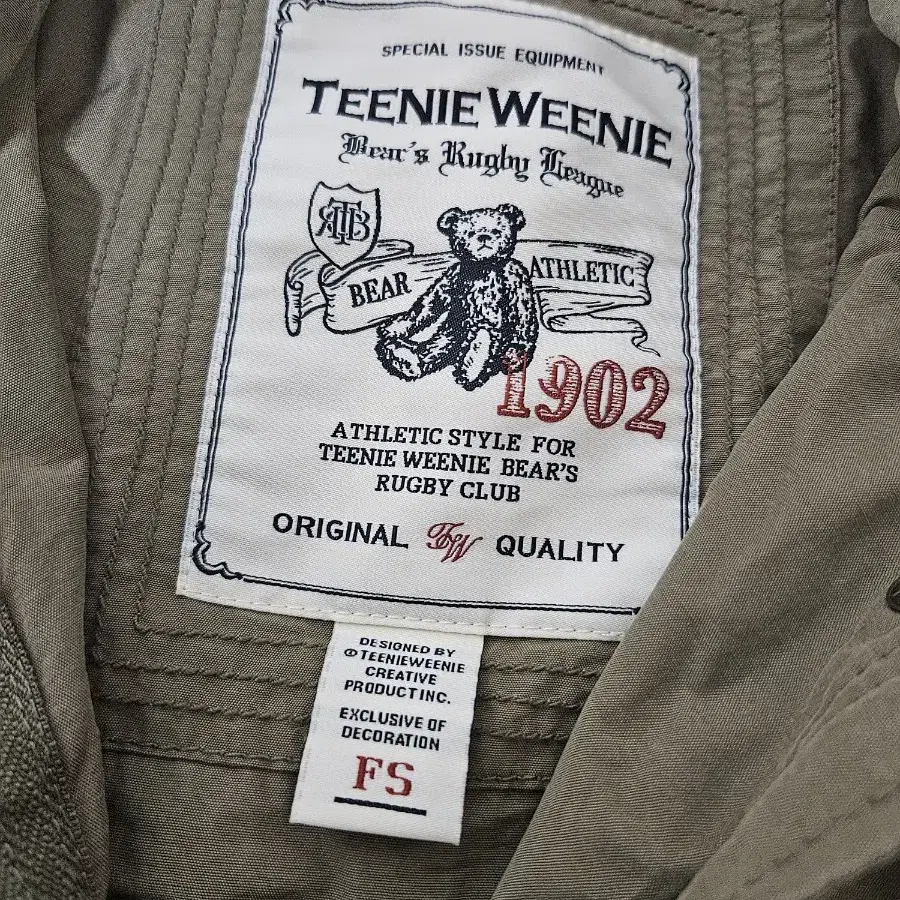 SPECIAL ISSUE EQUIPMENT
TEENIE WEENIE
Bear's Rugby League
RTB
BEAR
ATHLETIC
1902
ATHLETIC STYLE FOR
TEENIE WEENIE BEAR'S
RUGBY CLUB
ORIGINAL TW QUALITY
DESIGNED BY
© TEENIEWEENIE
CREATIVE
PRODUCT INC.
EXCLUSIVE OF
DECORATION
FS